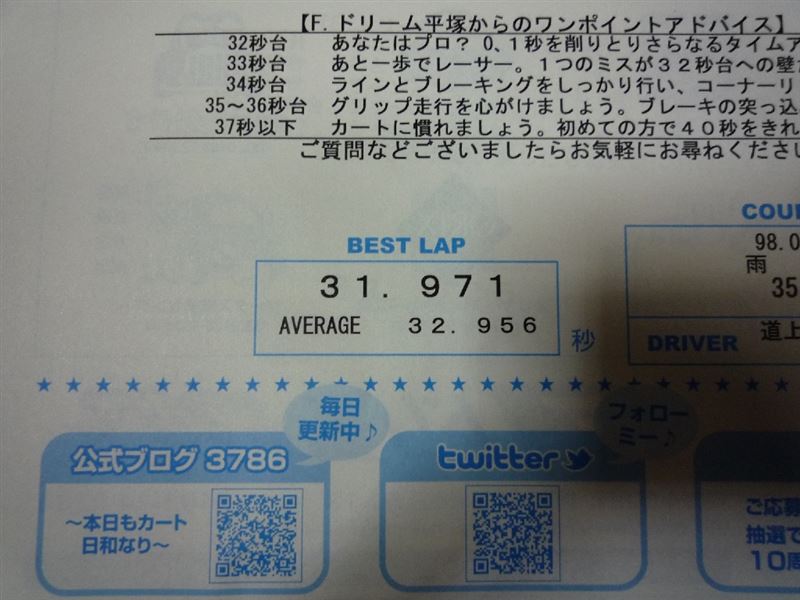 【F.ドリーム平塚からのワンポイントアドバイス】
32秒台 あなたはプロ？ 0、1秒を削りとりさらなるタイムア
33秒台 あと一歩でレーサー。1つのミスが３２秒台への壁
34秒台 ラインとブレーキングをしっかり行い、コーナーリ
35～36秒台 グリップ走行を心がけましょう。ブレーキの突っ込
37秒以下 カートに慣れましょう。初めての方で４０秒をきれ
ご質問などございましたらお気軽にお尋ねくださ
BEST LAP
31.971
AVERAGE 32.956
秒
COU
98.0
雨
35
DRIVER 道上
★★★★★★★★★★★★★★★★★★★★★★★★★★
毎日
更新中♪
フォロー
ミー♪
公式ブログ 3786
～本日もカート
日和なり～
twitter
ご応募
抽選で
10周